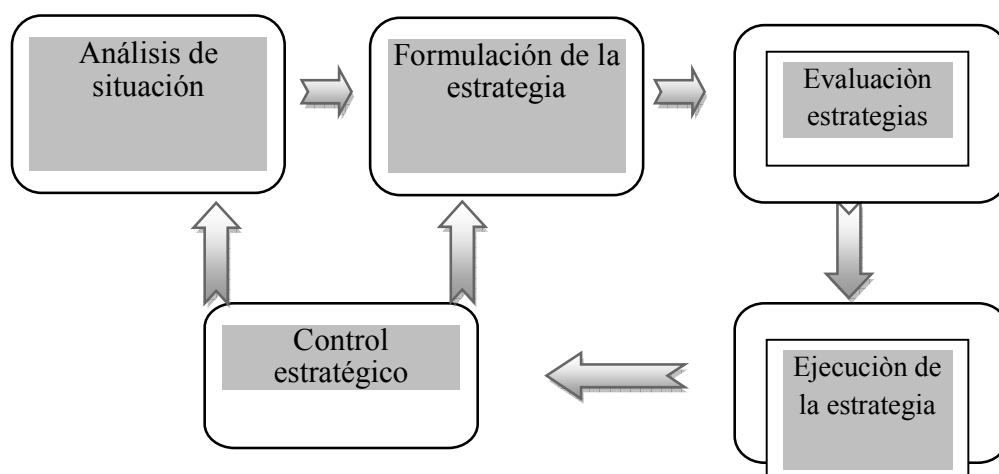 Análisis de
situación
Formulación de la
estrategia
Evaluaciòn
estrategias
Control
estratégico
Ejecuciòn de
la estrategia